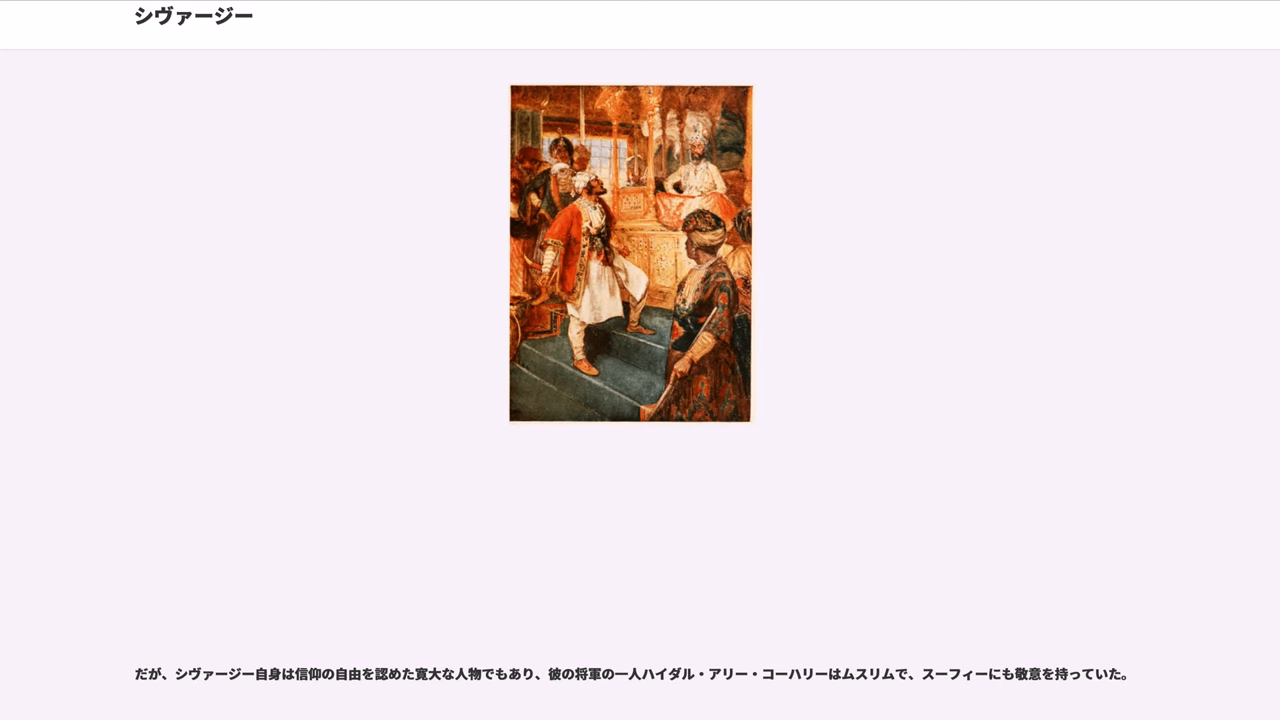 シヴァージー
だが、シヴァージー自身は信仰の自由を認めた寛大な人物でもあり、彼の将軍の一人ハイダル・アリー・コーハリーはムスリムで、スーフィーにも敬意を持っていた。